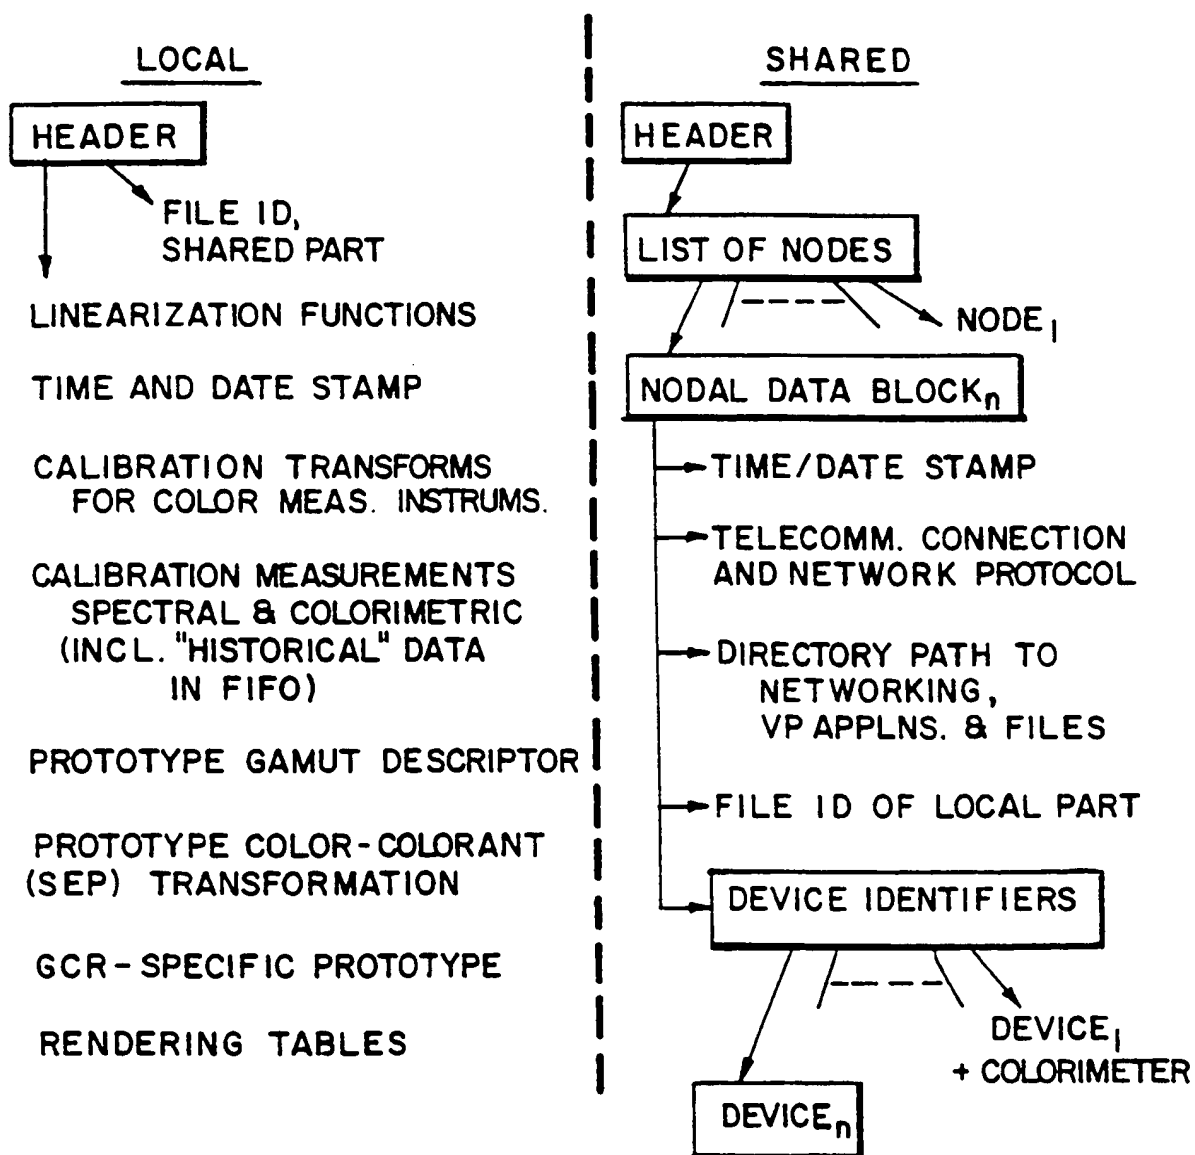 LOCAL
HEADER
FILE ID,
SHARED PART
LINEARIZATION FUNCTIONS
TIME AND DATE STAMP
CALIBRATION TRANSFORMS
FOR COLOR MEAS. INSTRUMS.
CALIBRATION MEASUREMENTS
SPECTRAL & COLORIMETRIC
(INCL. "HISTORICAL" DATA
IN FIFO)
PROTOTYPE GAMUT DESCRIPTOR
PROTOTYPE COLOR-COLORANT
(SEP) TRANSFORMATION
GCR-SPECIFIC PROTOTYPE
RENDERING TABLES
SHARED
HEADER
LIST OF NODES
NODE1
NODAL DATA BLOCKn
TIME/DATE STAMP
TELECOMM. CONNECTION
AND NETWORK PROTOCOL
DIRECTORY PATH TO
NETWORKING,
VP APPLNS. & FILES
FILE ID OF LOCAL PART
DEVICE IDENTIFIERS
DEVICE1
+ COLORIMETER
DEVICEn